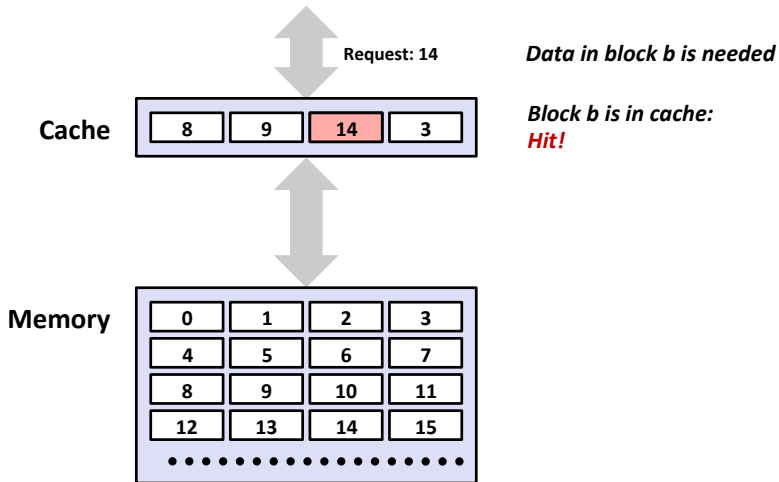 Request: 14
Data in block b is needed
Cache
8 9 14 3
Block b is in cache:
Hit!
Memory
0 1 2 3
4 5 6 7
8 9 10 11
12 13 14 15